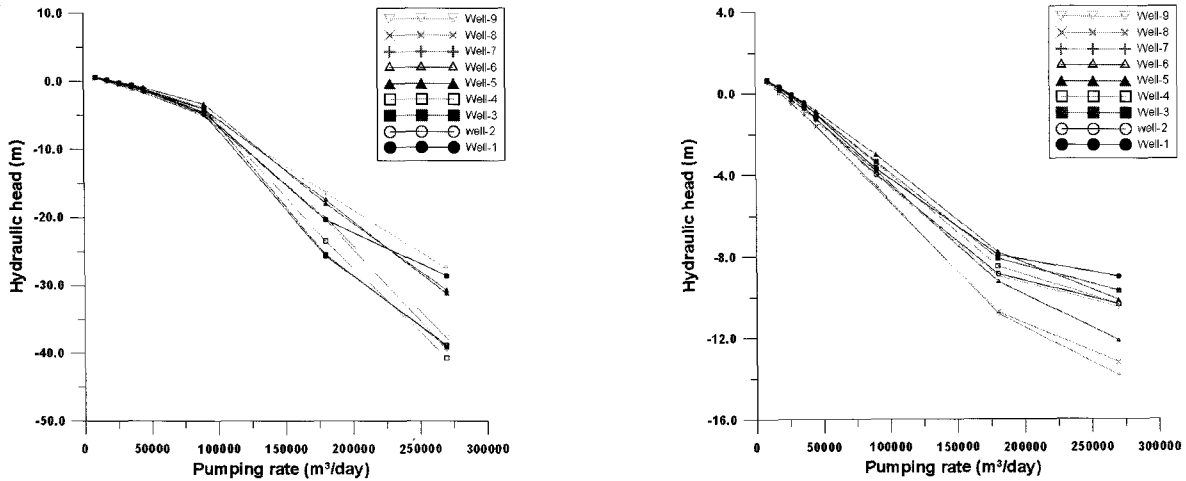 10.0
0.0
-10.0
-20.0
-30.0
-40.0
-50.0
Hydraulic head (m)
0
50000
100000
150000
200000
250000
300000
Pumping rate (m³/day)
Well-9
Well-8
Well-7
Well-6
Well-5
Well-4
Well-3
well-2
Well-1
4.0
0.0
-4.0
-8.0
-12.0
-16.0
Hydraulic head (m)
0
50000
100000
150000
200000
250000
300000
Pumping rate (m³/day)
Well-9
Well-8
Well-7
Well-6
Well-5
Well-4
Well-3
well-2
Well-1